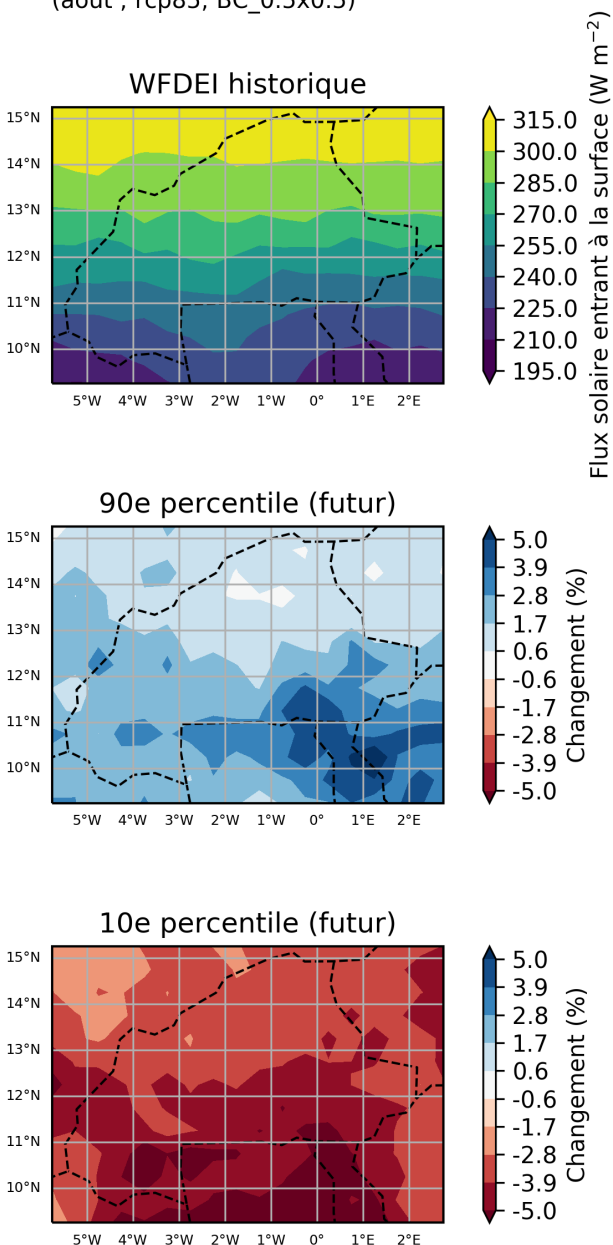 (août , rcp85, BC_0.5x0.5)
WFDEI historique
15°N
14°N
13°N
12°N
11°N
10°N
5°W 4°W 3°W 2°W 1°W 0° 1°E 2°E
315.0
300.0
285.0
270.0
255.0
240.0
225.0
210.0
195.0
Flux solaire entrant à la surface (W m⁻²)
90e percentile (futur)
15°N
14°N
13°N
12°N
11°N
10°N
5°W 4°W 3°W 2°W 1°W 0° 1°E 2°E
5.0
3.9
2.8
1.7
0.6
-0.6
-1.7
-2.8
-3.9
-5.0
Changement (%)
10e percentile (futur)
15°N
14°N
13°N
12°N
11°N
10°N
5°W 4°W 3°W 2°W 1°W 0° 1°E 2°E
5.0
3.9
2.8
1.7
0.6
-0.6
-1.7
-2.8
-3.9
-5.0
Changement (%)